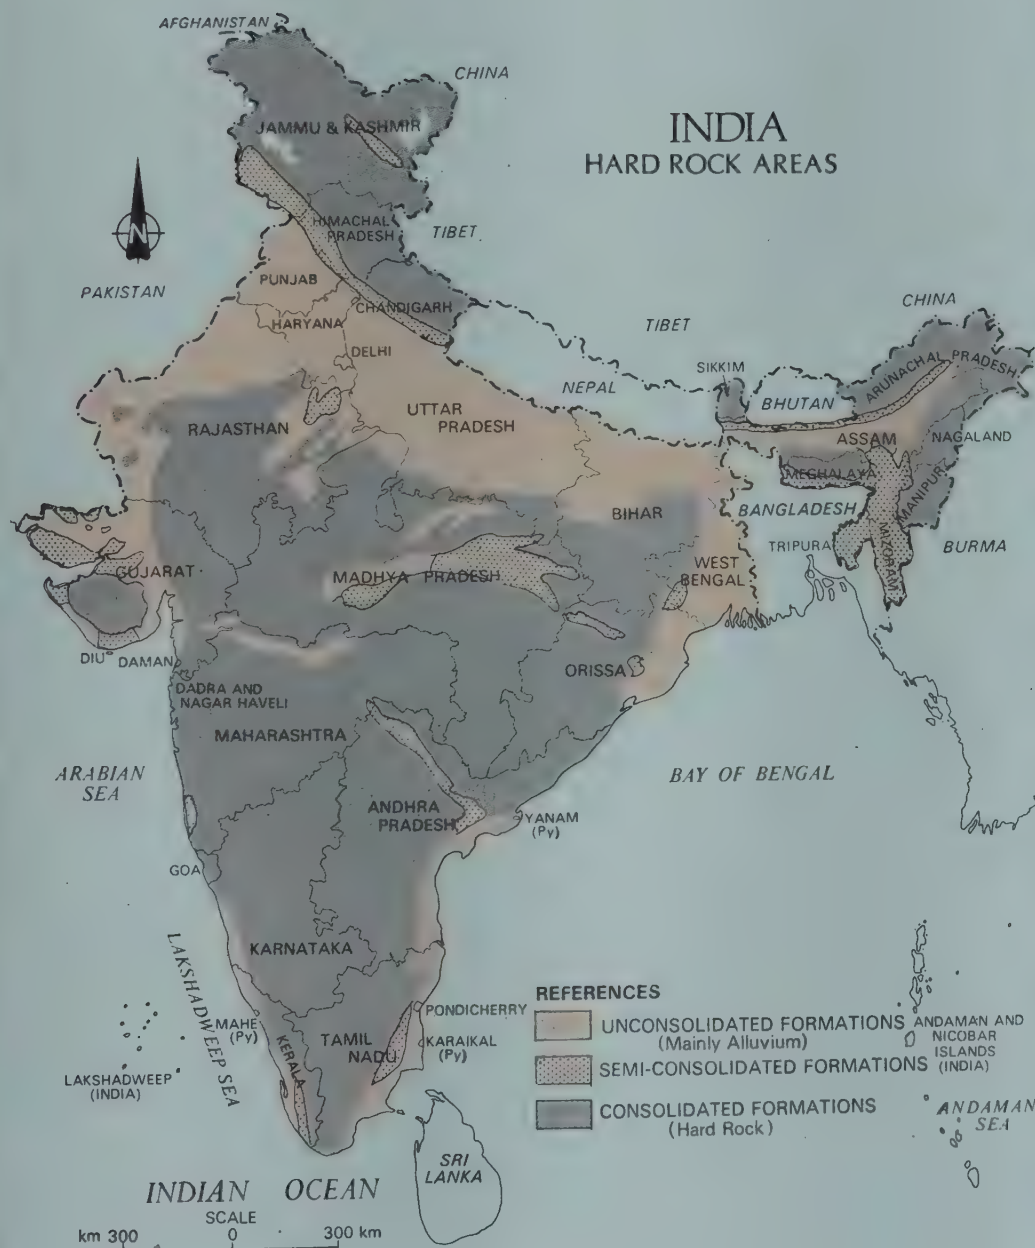 AFGHANISTAN
CHINA
INDIA
HARD ROCK AREAS
JAMMU & KASHMIR
N
HIMACHAL
PRADESH
TIBET
PAKISTAN
PUNJAB
CHANDIGARH
HARYANA
DELHI
TIBET
CHINA
SIKKIM
NEPAL
BHUTAN
ARUNACHAL PRADESH
RAJASTHAN
UTTAR
PRADESH
ASSAM
NAGALAND
MEGHALAYA
MANIPUR
BIHAR
BANGLADESH
TRIPURA
MIZORAM
BURMA
GUJARAT
MADHYA PRADESH
WEST
BENGAL
DIU
DAMAN
ORISSA
DADRA AND
NAGAR HAVELI
MAHARASHTRA
ARABIAN
SEA
BAY OF BENGAL
ANDHRA
PRADESH
YANAM
(Py)
GOA
KARNATAKA
LAKSHADWEEP SEA
MAHE
(Py)
KERALA
TAMIL
NADU
PONDICHERRY
KARAIKAL
(Py)
LAKSHADWEEP
(INDIA)
REFERENCES
UNCONSOLIDATED FORMATIONS
(Mainly Alluvium)
SEMI-CONSOLIDATED FORMATIONS
CONSOLIDATED FORMATIONS
(Hard Rock)
ANDAMAN AND
NICOBAR
ISLANDS
(INDIA)
ANDAMAN
SEA
SRI
LANKA
INDIAN OCEAN
SCALE
km 300 0 300 km